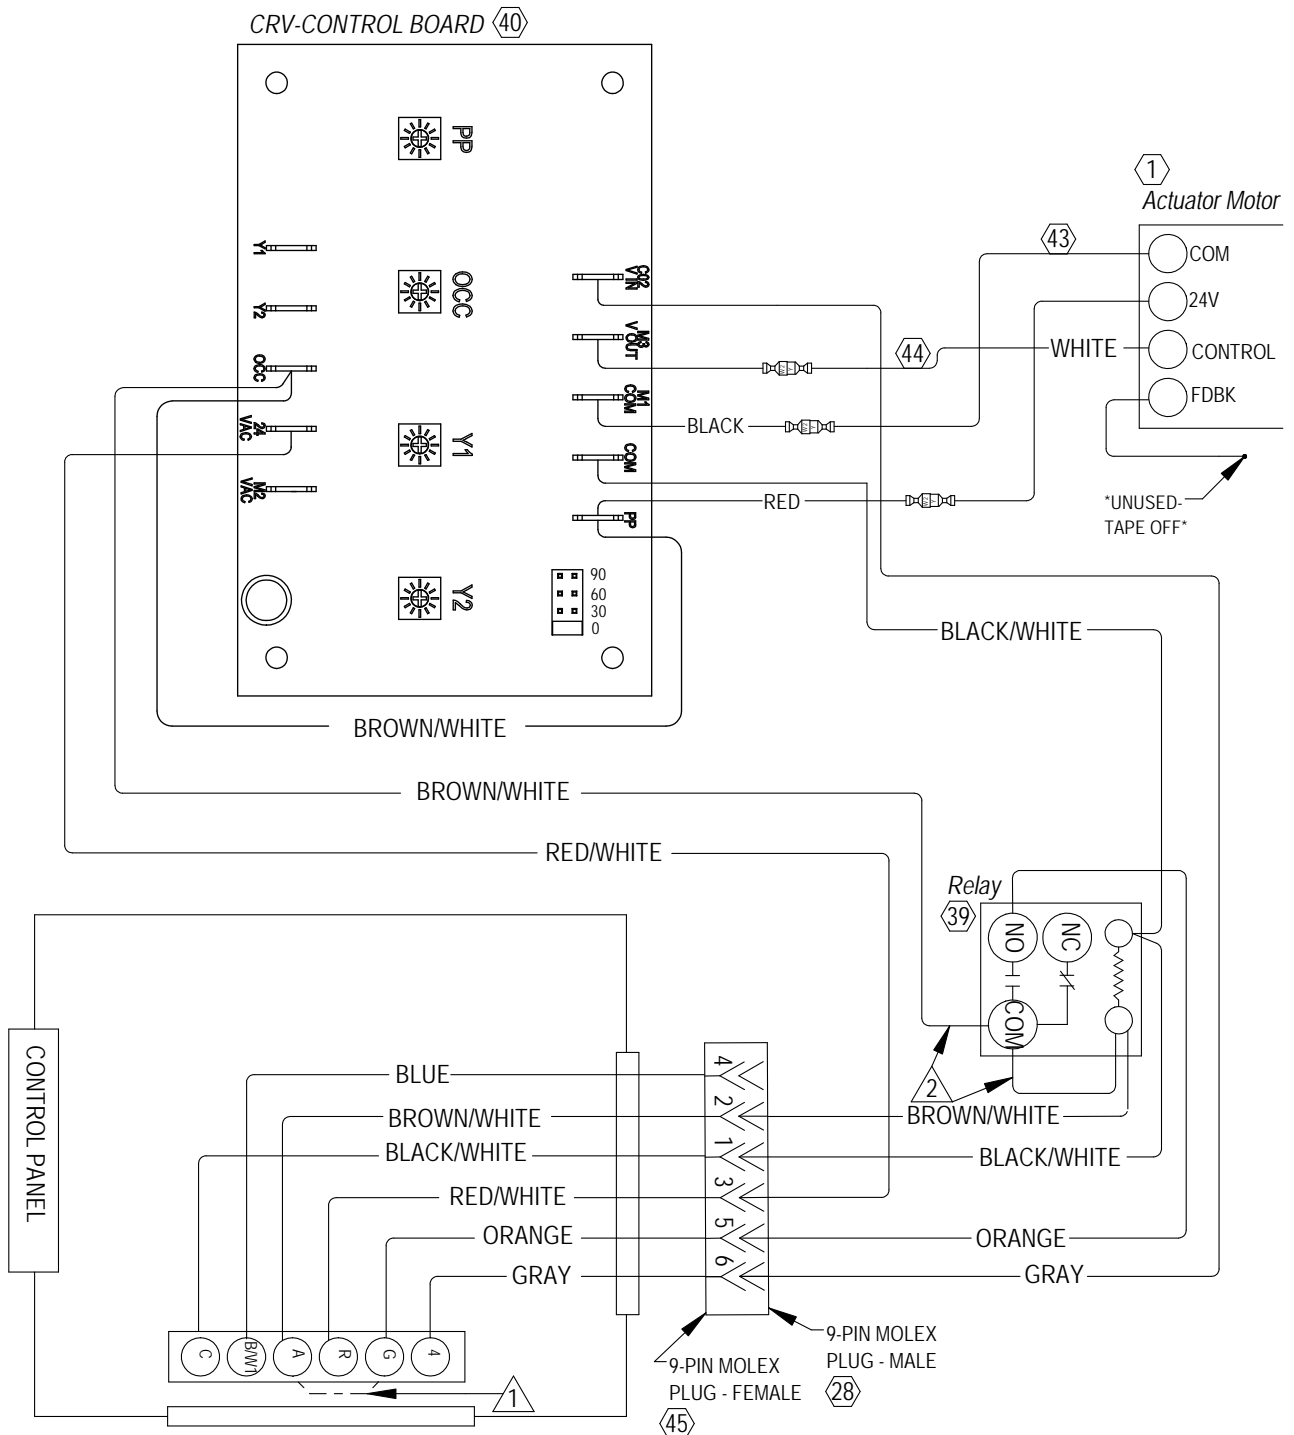 CRV-CONTROL BOARD 40
PP
OCC
Y1
Y2
Y1
Y2
OCC
24
VAC
M2
VAC
CO2
V IN
M3
V OUT
M1
COM
COM
PP
90
60
30
0
1
Actuator Motor
COM
24V
CONTROL
FDBK
43
44
WHITE
BLACK
RED
*UNUSED-
TAPE OFF*
BLACK/WHITE
BROWN/WHITE
BROWN/WHITE
RED/WHITE
Relay
39
NO
NC
COM
2
CONTROL PANEL
BLUE
4
BROWN/WHITE
2
BROWN/WHITE
BLACK/WHITE
1
BLACK/WHITE
RED/WHITE
3
ORANGE
5
ORANGE
GRAY
6
GRAY
C
B/W1
A
R
G
4
1
9-PIN MOLEX
PLUG - FEMALE
45
9-PIN MOLEX
PLUG - MALE
28